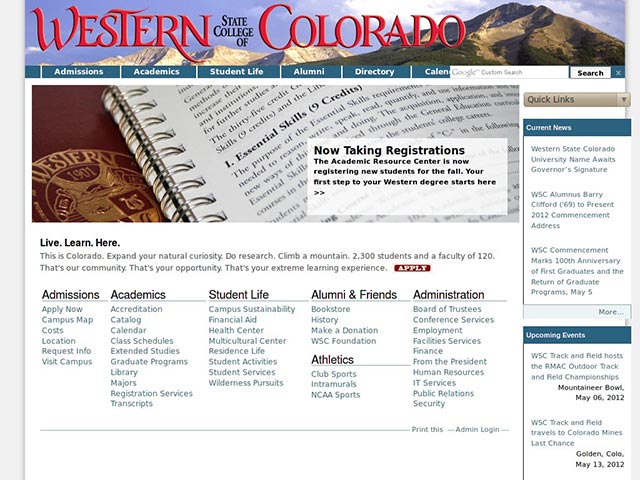 WESTERN STATE COLLEGE OF COLORADO
Admissions Academics Student Life Alumni Directory Calen
Google™ Custom Search Search ×
Quick Links
I. Essential Skills (9 Credits)
Now Taking Registrations
The Academic Resource Center is now
registering new students for the fall. Your
first step to your Western degree starts here
>>
Current News
Western State Colorado
University Name Awaits
Governor's Signature
WSC Alumnus Barry
Clifford ('69) to Present
2012 Commencement
Address
WSC Commencement
Marks 100th Anniversary
of First Graduates and the
Return of Graduate
Programs, May 5
More...
Upcoming Events
WSC Track and Field hosts
the RMAC Outdoor Track
and Field Championships
Mountaineer Bowl,
May 06, 2012
WSC Track and Field
travels to Colorado Mines
Last Chance
Golden, Colo,
May 13, 2012
Live. Learn. Here.
This is Colorado. Expand your natural curiosity. Do research. Climb a mountain. 2,300 students and a faculty of 120.
That's our community. That's your opportunity. That's your extreme learning experience. APPLY
Admissions
Apply Now
Campus Map
Costs
Location
Request Info
Visit Campus
Academics
Accreditation
Catalog
Calendar
Class Schedules
Extended Studies
Graduate Programs
Library
Majors
Registration Services
Transcripts
Student Life
Campus Sustainability
Financial Aid
Health Center
Multicultural Center
Residence Life
Student Activities
Student Services
Wilderness Pursuits
Alumni & Friends
Bookstore
History
Make a Donation
WSC Foundation
Athletics
Club Sports
Intramurals
NCAA Sports
Administration
Board of Trustees
Conference Services
Employment
Facilities Services
Finance
From the President
Human Resources
IT Services
Public Relations
Security
Print this --- Admin Login ---